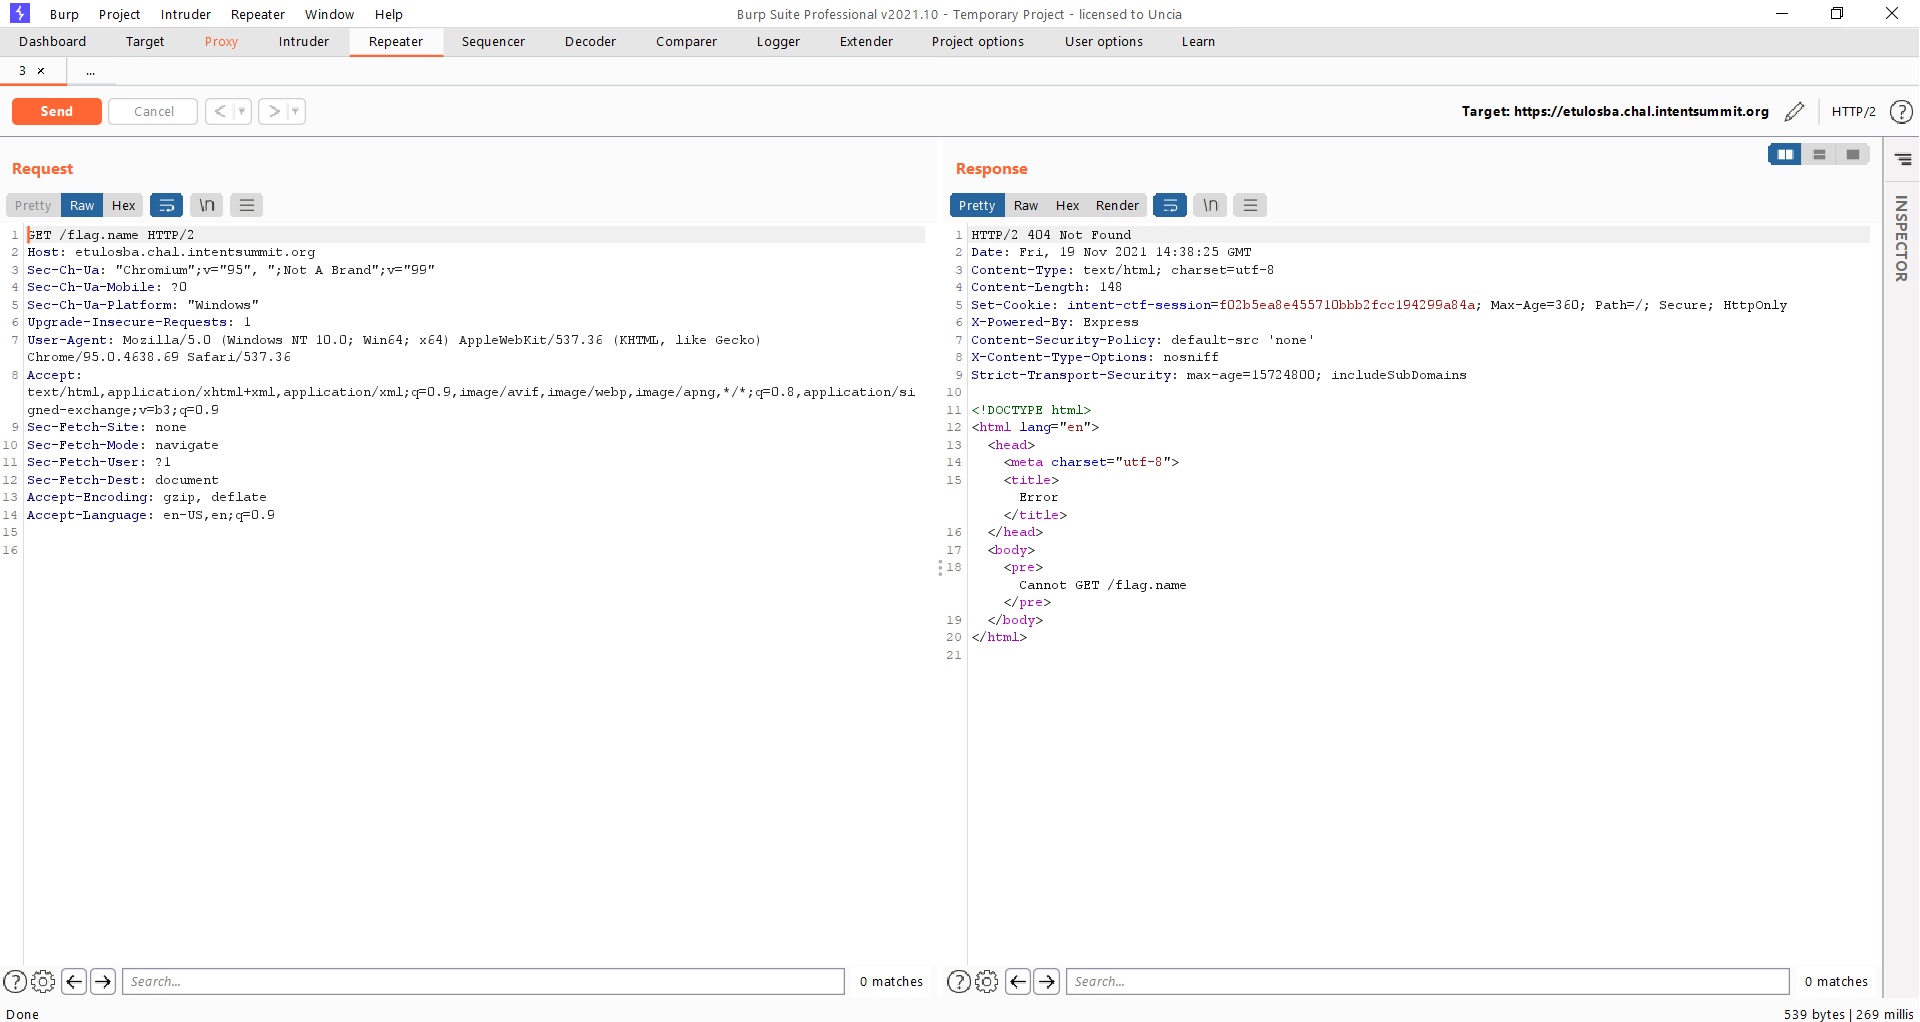 Burp Project Intruder Repeater Window Help
Burp Suite Professional v2021.10 - Temporary Project - licensed to Uncia
Dashboard Target Proxy Intruder Repeater Sequencer Decoder Comparer Logger Extender Project options User options Learn
3 × ...
Send Cancel < > Target: https://etulosba.chal.intentsummit.org HTTP/2 ?
Request
Pretty Raw Hex \n
1 GET /flag.name HTTP/2
2 Host: etulosba.chal.intentsummit.org
3 Sec-Ch-Ua: "Chromium";v="95", ";Not A Brand";v="99"
4 Sec-Ch-Ua-Mobile: ?0
5 Sec-Ch-Ua-Platform: "Windows"
6 Upgrade-Insecure-Requests: 1
7 User-Agent: Mozilla/5.0 (Windows NT 10.0; Win64; x64) AppleWebKit/537.36 (KHTML, like Gecko)
Chrome/95.0.4638.69 Safari/537.36
8 Accept:
text/html,application/xhtml+xml,application/xml;q=0.9,image/avif,image/webp,image/apng,*/*;q=0.8,application/si
gned-exchange;v=b3;q=0.9
9 Sec-Fetch-Site: none
10 Sec-Fetch-Mode: navigate
11 Sec-Fetch-User: ?1
12 Sec-Fetch-Dest: document
13 Accept-Encoding: gzip, deflate
14 Accept-Language: en-US,en;q=0.9
15
16
? Search... 0 matches
Response
Pretty Raw Hex Render \n
1 HTTP/2 404 Not Found
2 Date: Fri, 19 Nov 2021 14:38:25 GMT
3 Content-Type: text/html; charset=utf-8
4 Content-Length: 148
5 Set-Cookie: intent-ctf-session=f02b5ea8e455710bbb2fcc194299a84a; Max-Age=360; Path=/; Secure; HttpOnly
6 X-Powered-By: Express
7 Content-Security-Policy: default-src 'none'
8 X-Content-Type-Options: nosniff
9 Strict-Transport-Security: max-age=15724800; includeSubDomains
10
11 <!DOCTYPE html>
12 <html lang="en">
13 <head>
14 <meta charset="utf-8">
15 <title>
Error
</title>
16 </head>
17 <body>
18 <pre>
Cannot GET /flag.name
</pre>
19 </body>
20 </html>
21
? Search... 0 matches
INSPECTOR
Done
539 bytes | 269 millis